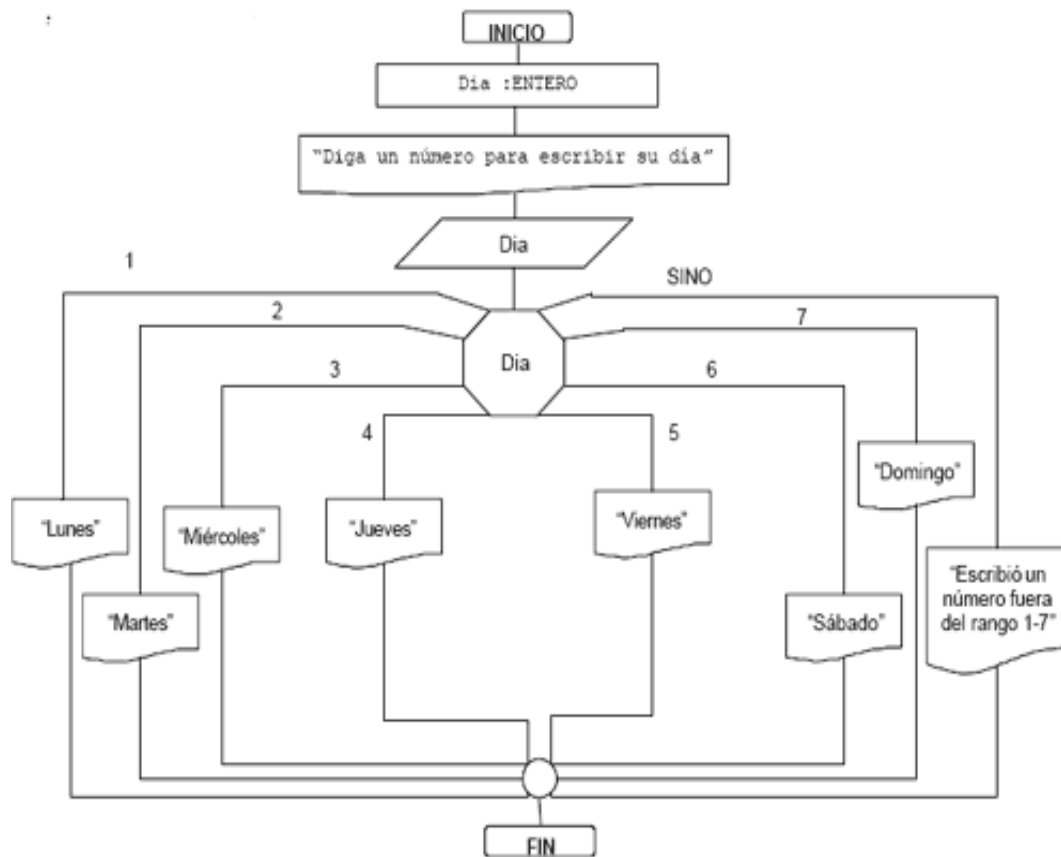 INICIO
Dia :ENTERO
“Diga un número para escribir su día”
Dia
1
SINO
2
7
Dia
3
6
4
5
“Domingo”
“Lunes”
“Miércoles”
“Jueves”
“Viernes”
“Escribió un
número fuera
del rango 1-7”
“Martes”
“Sábado”
FIN